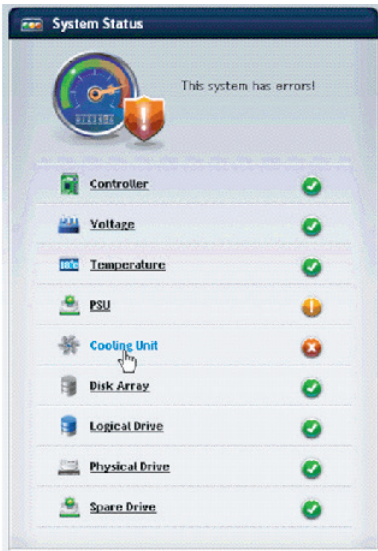 System Status
This system has errors!
Controller
Voltage
Temperature
PSU
Cooling Unit
Disk Array
Logical Drive
Physical Drive
Spare Drive